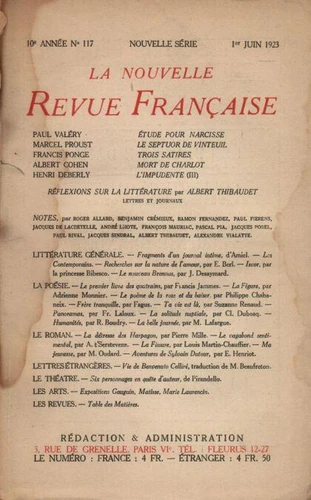 10e ANNÉE No 117 NOUVELLE SÉRIE 1er JUIN 1923
LA NOUVELLE
REVUE FRANÇAISE
PAUL VALÉRY ÉTUDE POUR NARCISSE
MARCEL PROUST LE SEPTUOR DE VINTEUIL
FRANCIS PONGE TROIS SATIRES
ALBERT COHEN MORT DE CHARLOT
HENRI DEBERLY L'IMPUDENTE (III)
RÉFLEXIONS SUR LA LITTÉRATURE par ALBERT THIBAUDET
LETTRES ET JOURNAUX
NOTES, par ROGER ALLARD, BENJAMIN CRÉMIEUX, RAMON FERNANDEZ, PAUL FIERENS,
JACQUES DE LACRETELLE, ANDRÉ LHOTE, FRANÇOIS MAURIAC, PASCAL PIA, JACQUES POREL,
PAUL RIVAL, JACQUES SINDRAL, ALBERT THIBAUDET, ALEXANDRE VIALATTE.
LITTÉRATURE GÉNÉRALE. — Fragments d'un journal intime, d'Amiel. — Les
Contemporains. — Recherches sur la nature de l'amour, par E. Berl. — Isvor, par
la princesse Bibesco. — Le nouveau Brennus, par J. Desaymard.
LA POÉSIE. — Le premier livre des quatrains, par Francis Jammes. — La Figure, par
Adrienne Monnier. — Le poème de la rose et du baiser, par Philippe Chaba-
neix. — Frère tranquille, par Fagus. — Ta vie est là, par Suzanne Renaud. —
Panoramas, par Fr. Laloux. — La solitude nuptiale, par Cl. Dubocq. —
Humanités, par R. Boudry. — La belle journée, par M. Lafargue.
LE ROMAN. — La détresse des Harpagon, par Pierre Mille. — Le vagabond senti-
mental, par A. t'Serstevens. — La Fissure, par Louis Martin-Chauffier. — Ma
jeunesse, par M. Oudard. — Aventures de Sylvain Dutour, par E. Henriot.
LETTRES ÉTRANGÈRES. — Vie de Benvenuto Cellini, traduction de M. Beaufreton.
LE THÉATRE. — Six personnages en quête d'auteur, de Pirandello.
LES ARTS. — Expositions Gauguin, Matisse, Marie Laurencin.
LES REVUES. — Table des Matières.
RÉDACTION & ADMINISTRATION
3, RUE DE GRENELLE, PARIS VIe. TÉL. : FLEURUS 12-27
LE NUMÉRO : FRANCE : 4 FR. — ÉTRANGER : 4 FR. 50